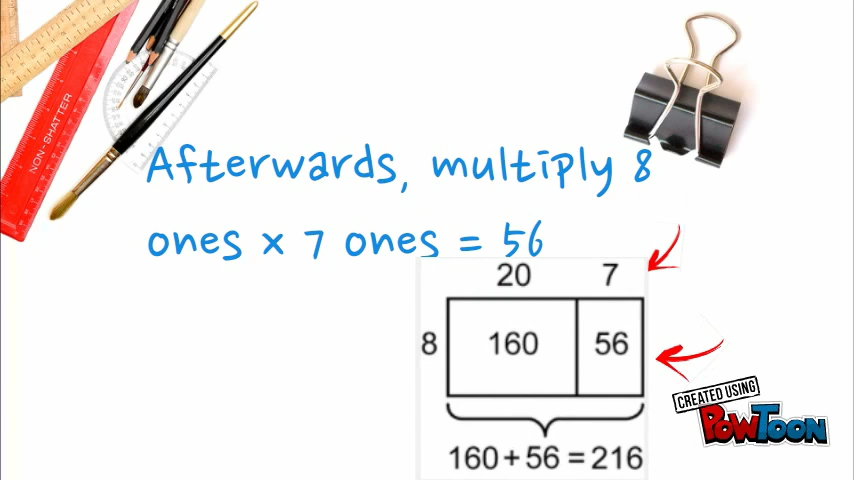 NON-SHATTER
Afterwards, multiply 8
ones x 7 ones = 56
20 7
8 160 56
160+56=216
CREATED USING
POWTOON